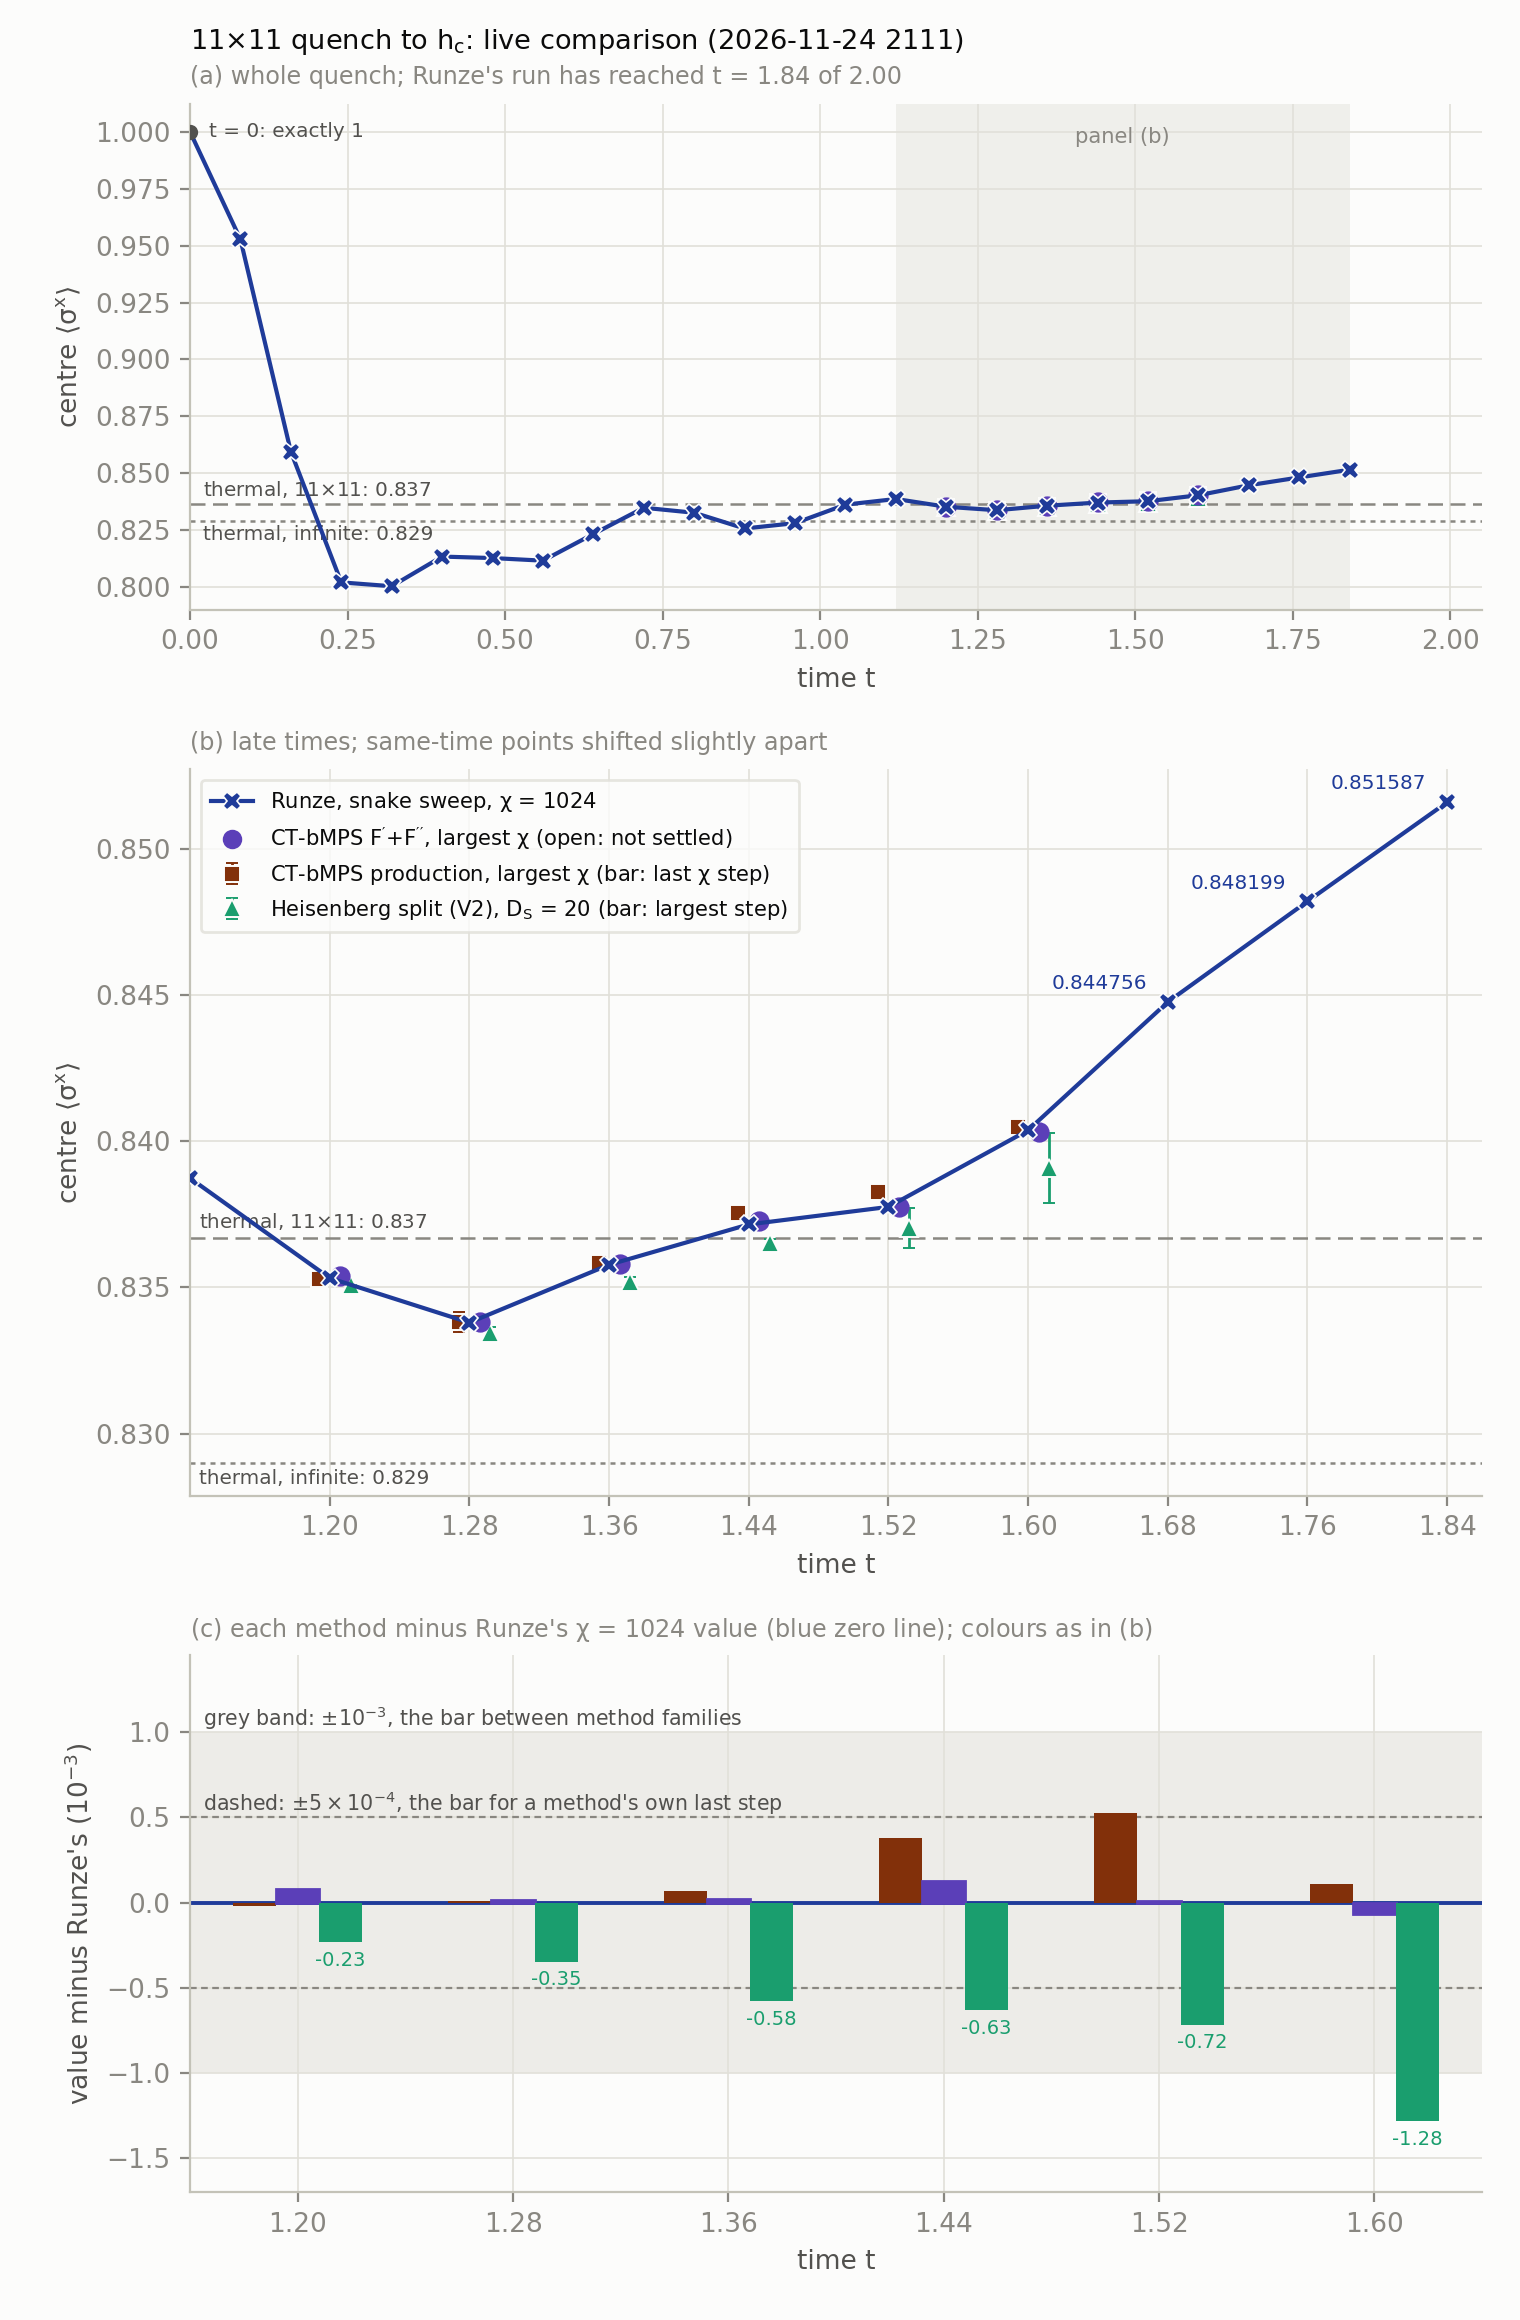 11×11 quench to hc: live comparison (2026-11-24 2111)
(a) whole quench; Runze's run has reached t = 1.84 of 2.00
1.000
0.975
0.950
0.925
0.900
0.875
0.850
0.825
0.800
centre ⟨σˣ⟩
t = 0: exactly 1
panel (b)
thermal, 11×11: 0.837
thermal, infinite: 0.829
0.00 0.25 0.50 0.75 1.00 1.25 1.50 1.75 2.00
time t
(b) late times; same-time points shifted slightly apart
Runze, snake sweep, χ = 1024
CT-bMPS F′+F′′, largest χ (open: not settled)
CT-bMPS production, largest χ (bar: last χ step)
Heisenberg split (V2), D_S = 20 (bar: largest step)
0.851587
0.848199
0.844756
0.850
0.845
0.840
0.835
0.830
centre ⟨σˣ⟩
thermal, 11×11: 0.837
thermal, infinite: 0.829
1.20 1.28 1.36 1.44 1.52 1.60 1.68 1.76 1.84
time t
(c) each method minus Runze's χ = 1024 value (blue zero line); colours as in (b)
grey band: ±10⁻³, the bar between method families
dashed: ±5 × 10⁻⁴, the bar for a method's own last step
1.0
0.5
0.0
−0.5
−1.0
−1.5
value minus Runze's (10⁻³)
-0.23
-0.35
-0.58
-0.63
-0.72
-1.28
1.20 1.28 1.36 1.44 1.52 1.60
time t